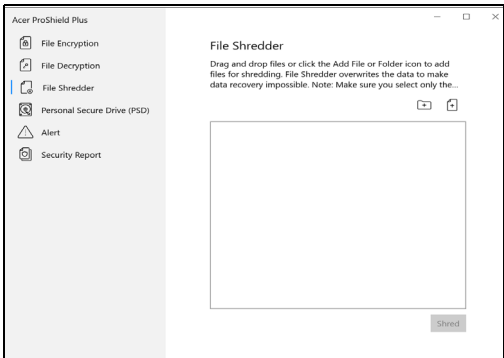 Acer ProShield Plus
File Encryption
File Decryption
File Shredder
Personal Secure Drive (PSD)
Alert
Security Report
File Shredder
Drag and drop files or click the Add File or Folder icon to add
files for shredding. File Shredder overwrites the data to make
data recovery impossible. Note: Make sure you select only the...
Shred